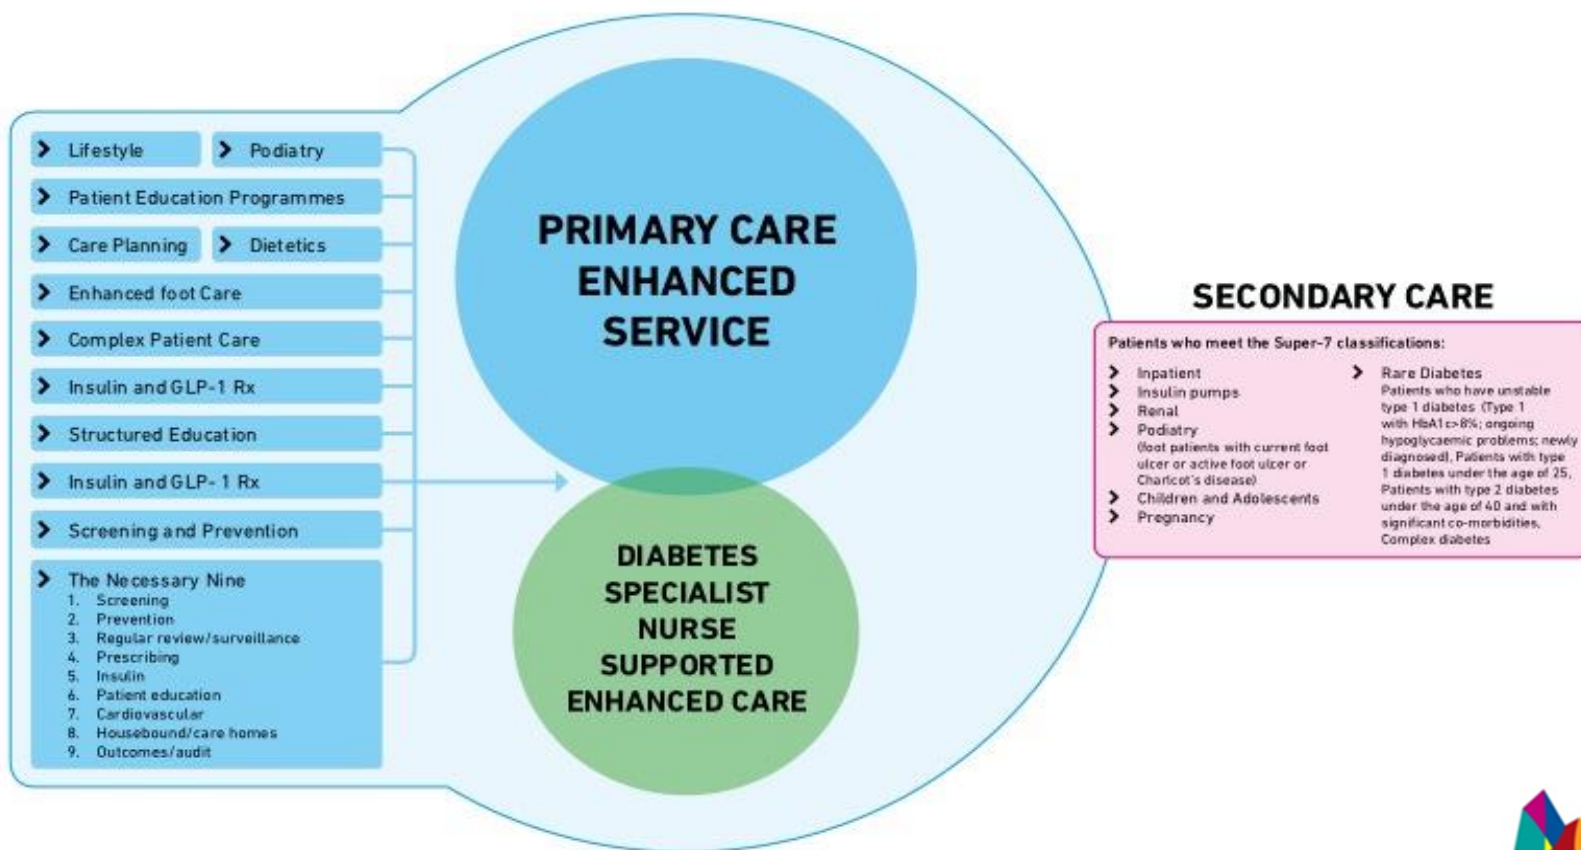 Lifestyle
Podiatry
Patient Education Programmes
Care Planning
Dietetics
Enhanced foot Care
Complex Patient Care
Insulin and GLP-1 Rx
Structured Education
Insulin and GLP- 1 Rx
Screening and Prevention
The Necessary Nine
1. Screening
2. Prevention
3. Regular review/surveillance
4. Prescribing
5. Insulin
6. Patient education
7. Cardiovascular
8. Housebound/care homes
9. Outcomes/audit
PRIMARY CARE
ENHANCED
SERVICE
DIABETES
SPECIALIST
NURSE
SUPPORTED
ENHANCED CARE
SECONDARY CARE
Patients who meet the Super-7 classifications:
Inpatient
Insulin pumps
Renal
Podiatry
(foot patients with current foot
ulcer or active foot ulcer or
Charlcot's disease)
Children and Adolescents
Pregnancy
Rare Diabetes
Patients who have unstable
type 1 diabetes (Type 1
with HbA1c>8%; ongoing
hypoglycaemic problems; newly
diagnosed), Patients with type
1 diabetes under the age of 25,
Patients with type 2 diabetes
under the age of 40 and with
significant co-morbidities,
Complex diabetes